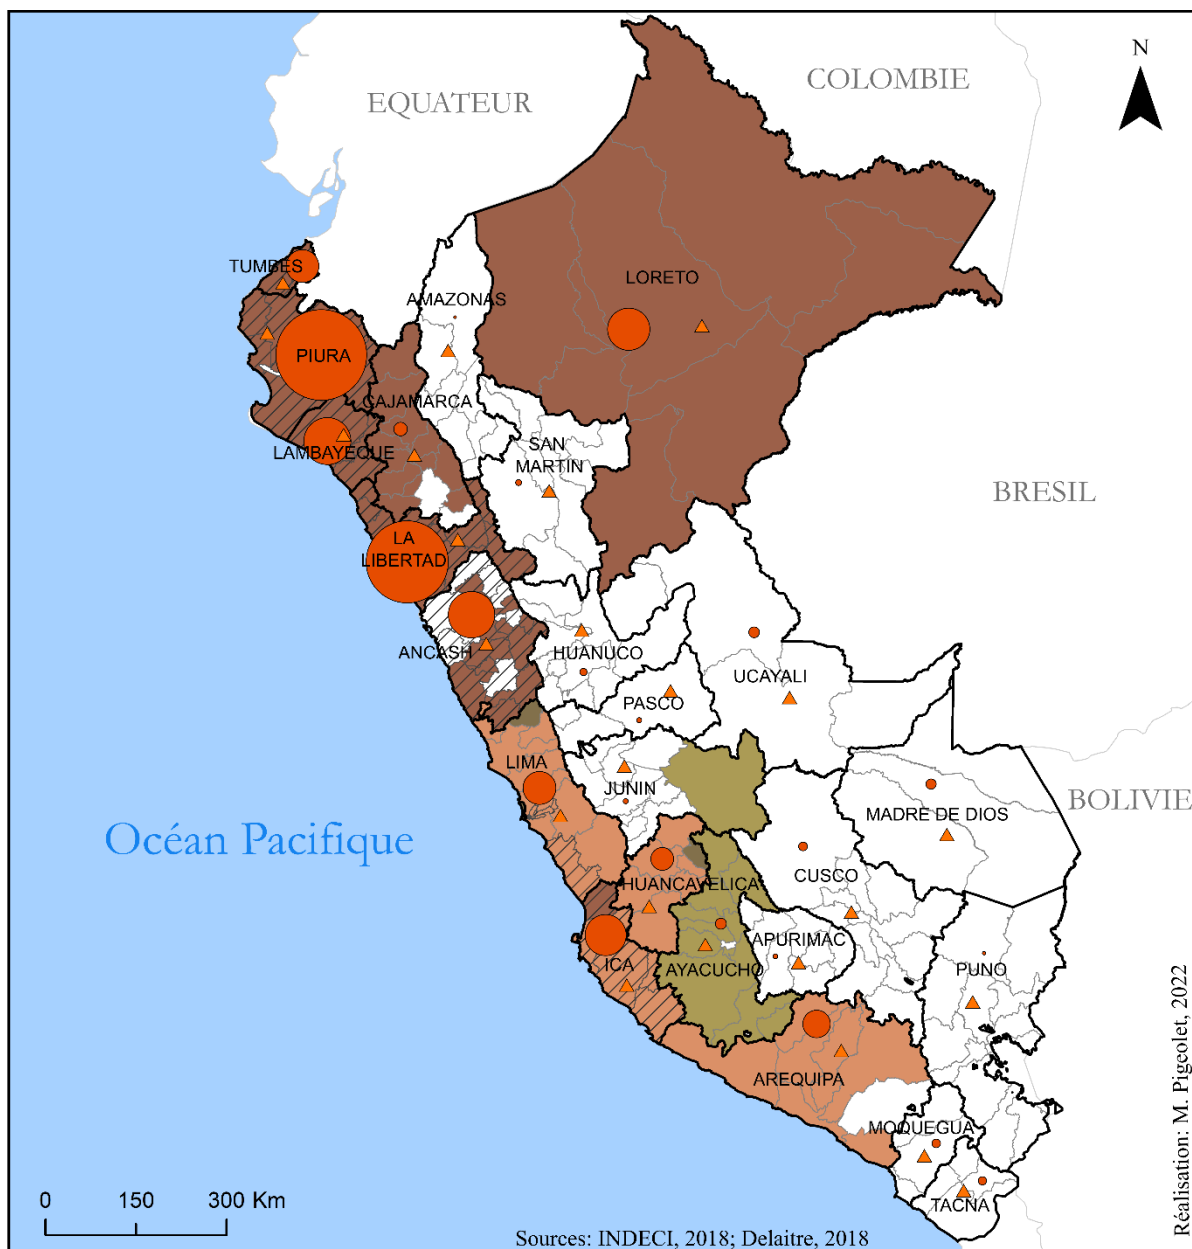 COLOMBIE
N
EQUATEUR
TUMBES
LORETO
AMAZONAS
PIURA
CAJAMARCA
SAN
MARTIN
LAMBAYEQUE
BRESIL
LA
LIBERTAD
ANCASH
HUANUCO
UCAYALI
PASCO
LIMA
JUNIN
BOLIVIE
MADRE DE DIOS
Océan Pacifique
CUSCO
HUANCAVELICA
APURIMAC
ICA
AYACUCHO
PUNO
AREQUIPA
MOQUEGUA
TACNA
0 150 300 Km
Sources: INDECI, 2018; Delaitre, 2018
Réalisation: M. Pigeolet, 2022